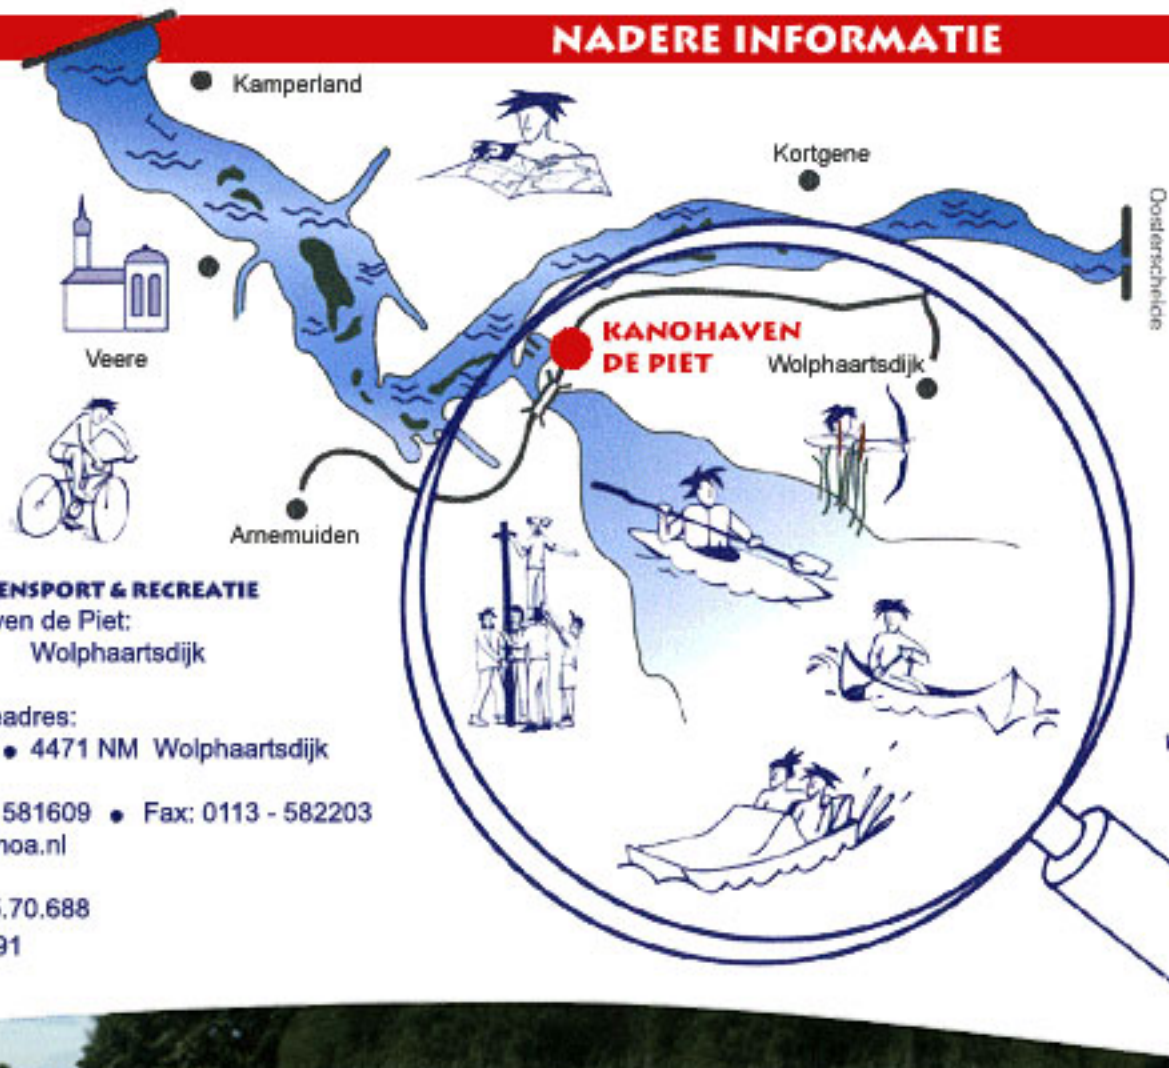 NADERE INFORMATIE
Kamperland
Kortgene
Oosterschelde
KANOHAVEN
DE PIET
Wolphaartsdijk
Veere
Arnemuiden
ENSPORT & RECREATIE
ven de Piet:
Wolphaartsdijk
eadres:
• 4471 NM Wolphaartsdijk
581609 • Fax: 0113 - 582203
noa.nl
.70.688
91